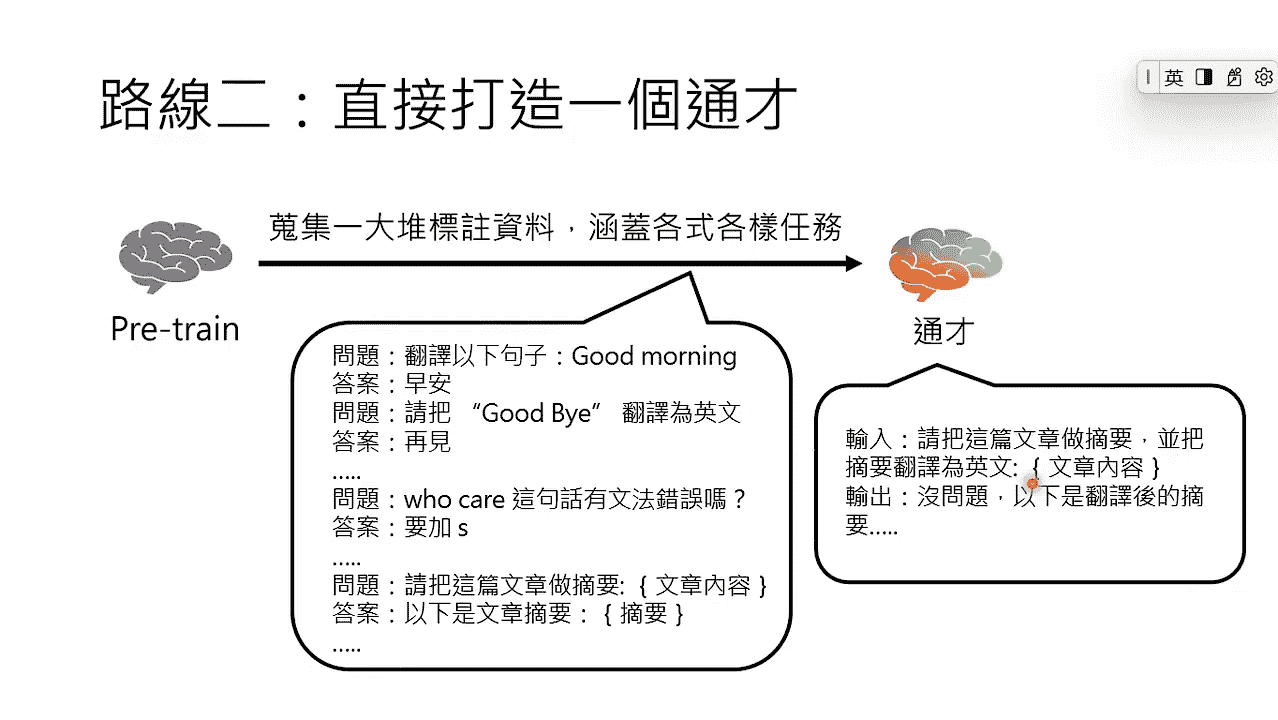 路線二：直接打造一個通才
英
蒐集一大堆標註資料，涵蓋各式各樣任務
Pre-train
通才
問題：翻譯以下句子：Good morning
答案：早安
問題：請把 “Good Bye” 翻譯為英文
答案：再見
…..
問題：who care 這句話有文法錯誤嗎？
答案：要加 s
…..
問題：請把這篇文章做摘要: { 文章內容 }
答案：以下是文章摘要： { 摘要 }
…..
輸入：請把這篇文章做摘要，並把
摘要翻譯為英文: { 文章內容 }
輸出：沒問題，以下是翻譯後的摘
要…..